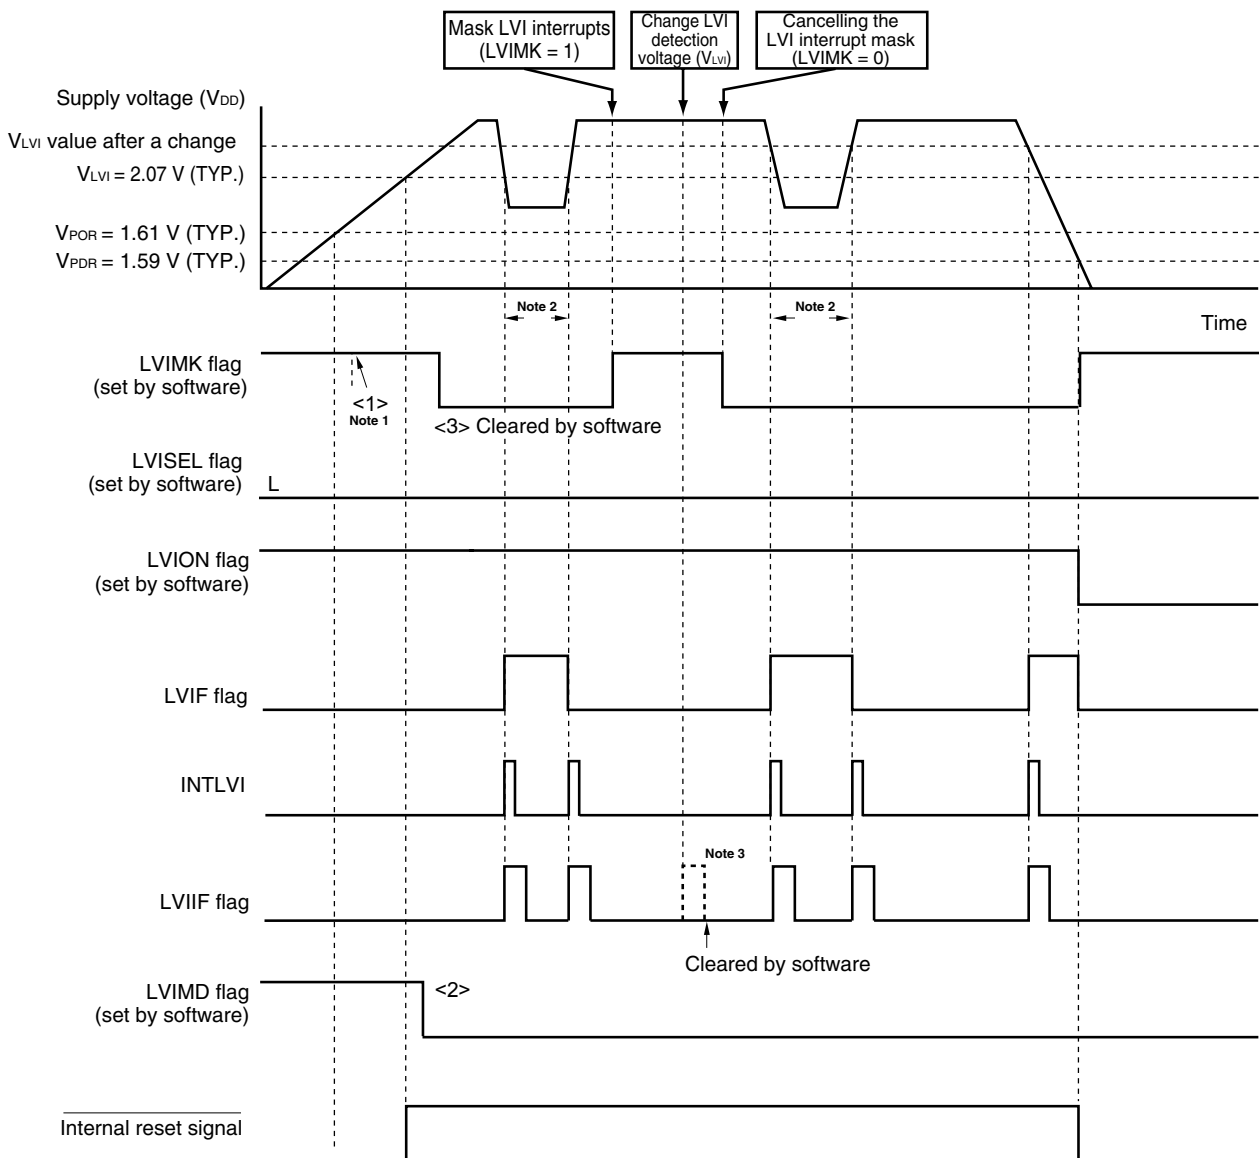 Mask LVI interrupts
(LVIMK = 1)
Change LVI
detection
voltage (VLVI)
Cancelling the
LVI interrupt mask
(LVIMK = 0)
Supply voltage (VDD)
VLVI value after a change
VLVI = 2.07 V (TYP.)
VPOR = 1.61 V (TYP.)
VPDR = 1.59 V (TYP.)
Note 2
Note 2
Time
LVIMK flag
(set by software)
<1>
Note 1
<3> Cleared by software
LVISEL flag
(set by software)
L
LVION flag
(set by software)
LVIF flag
INTLVI
Note 3
LVIIF flag
Cleared by software
LVIMD flag
(set by software)
<2>
Internal reset signal